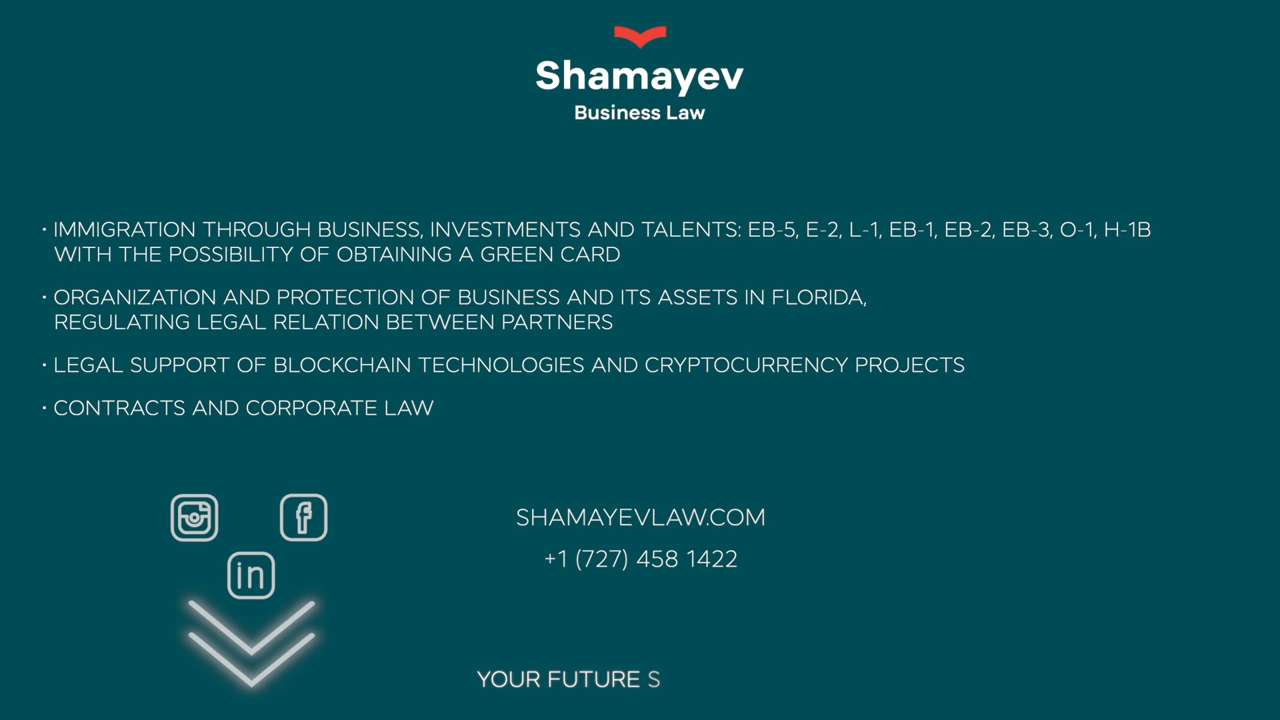 Shamayev
Business Law
· IMMIGRATION THROUGH BUSINESS, INVESTMENTS AND TALENTS: EB-5, E-2, L-1, EB-1, EB-2, EB-3, O-1, H-1B
WITH THE POSSIBILITY OF OBTAINING A GREEN CARD
· ORGANIZATION AND PROTECTION OF BUSINESS AND ITS ASSETS IN FLORIDA,
REGULATING LEGAL RELATION BETWEEN PARTNERS
· LEGAL SUPPORT OF BLOCKCHAIN TECHNOLOGIES AND CRYPTOCURRENCY PROJECTS
· CONTRACTS AND CORPORATE LAW
SHAMAYEVLAW.COM
+1 (727) 458 1422
in
YOUR FUTURE S